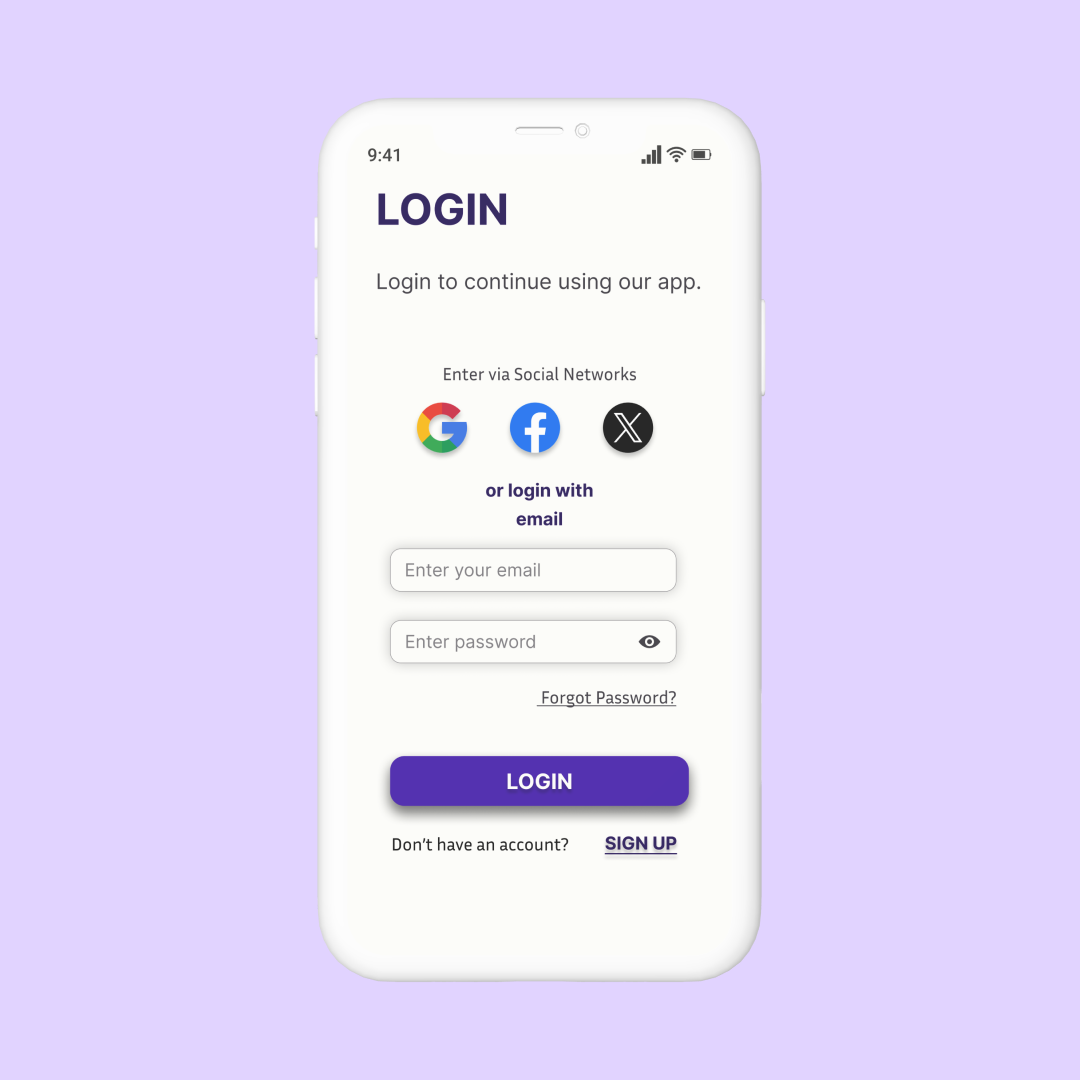 9:41
LOGIN
Login to continue using our app.
Enter via Social Networks
or login with
email
Enter your email
Enter password
Forgot Password?
LOGIN
Don’t have an account? SIGN UP